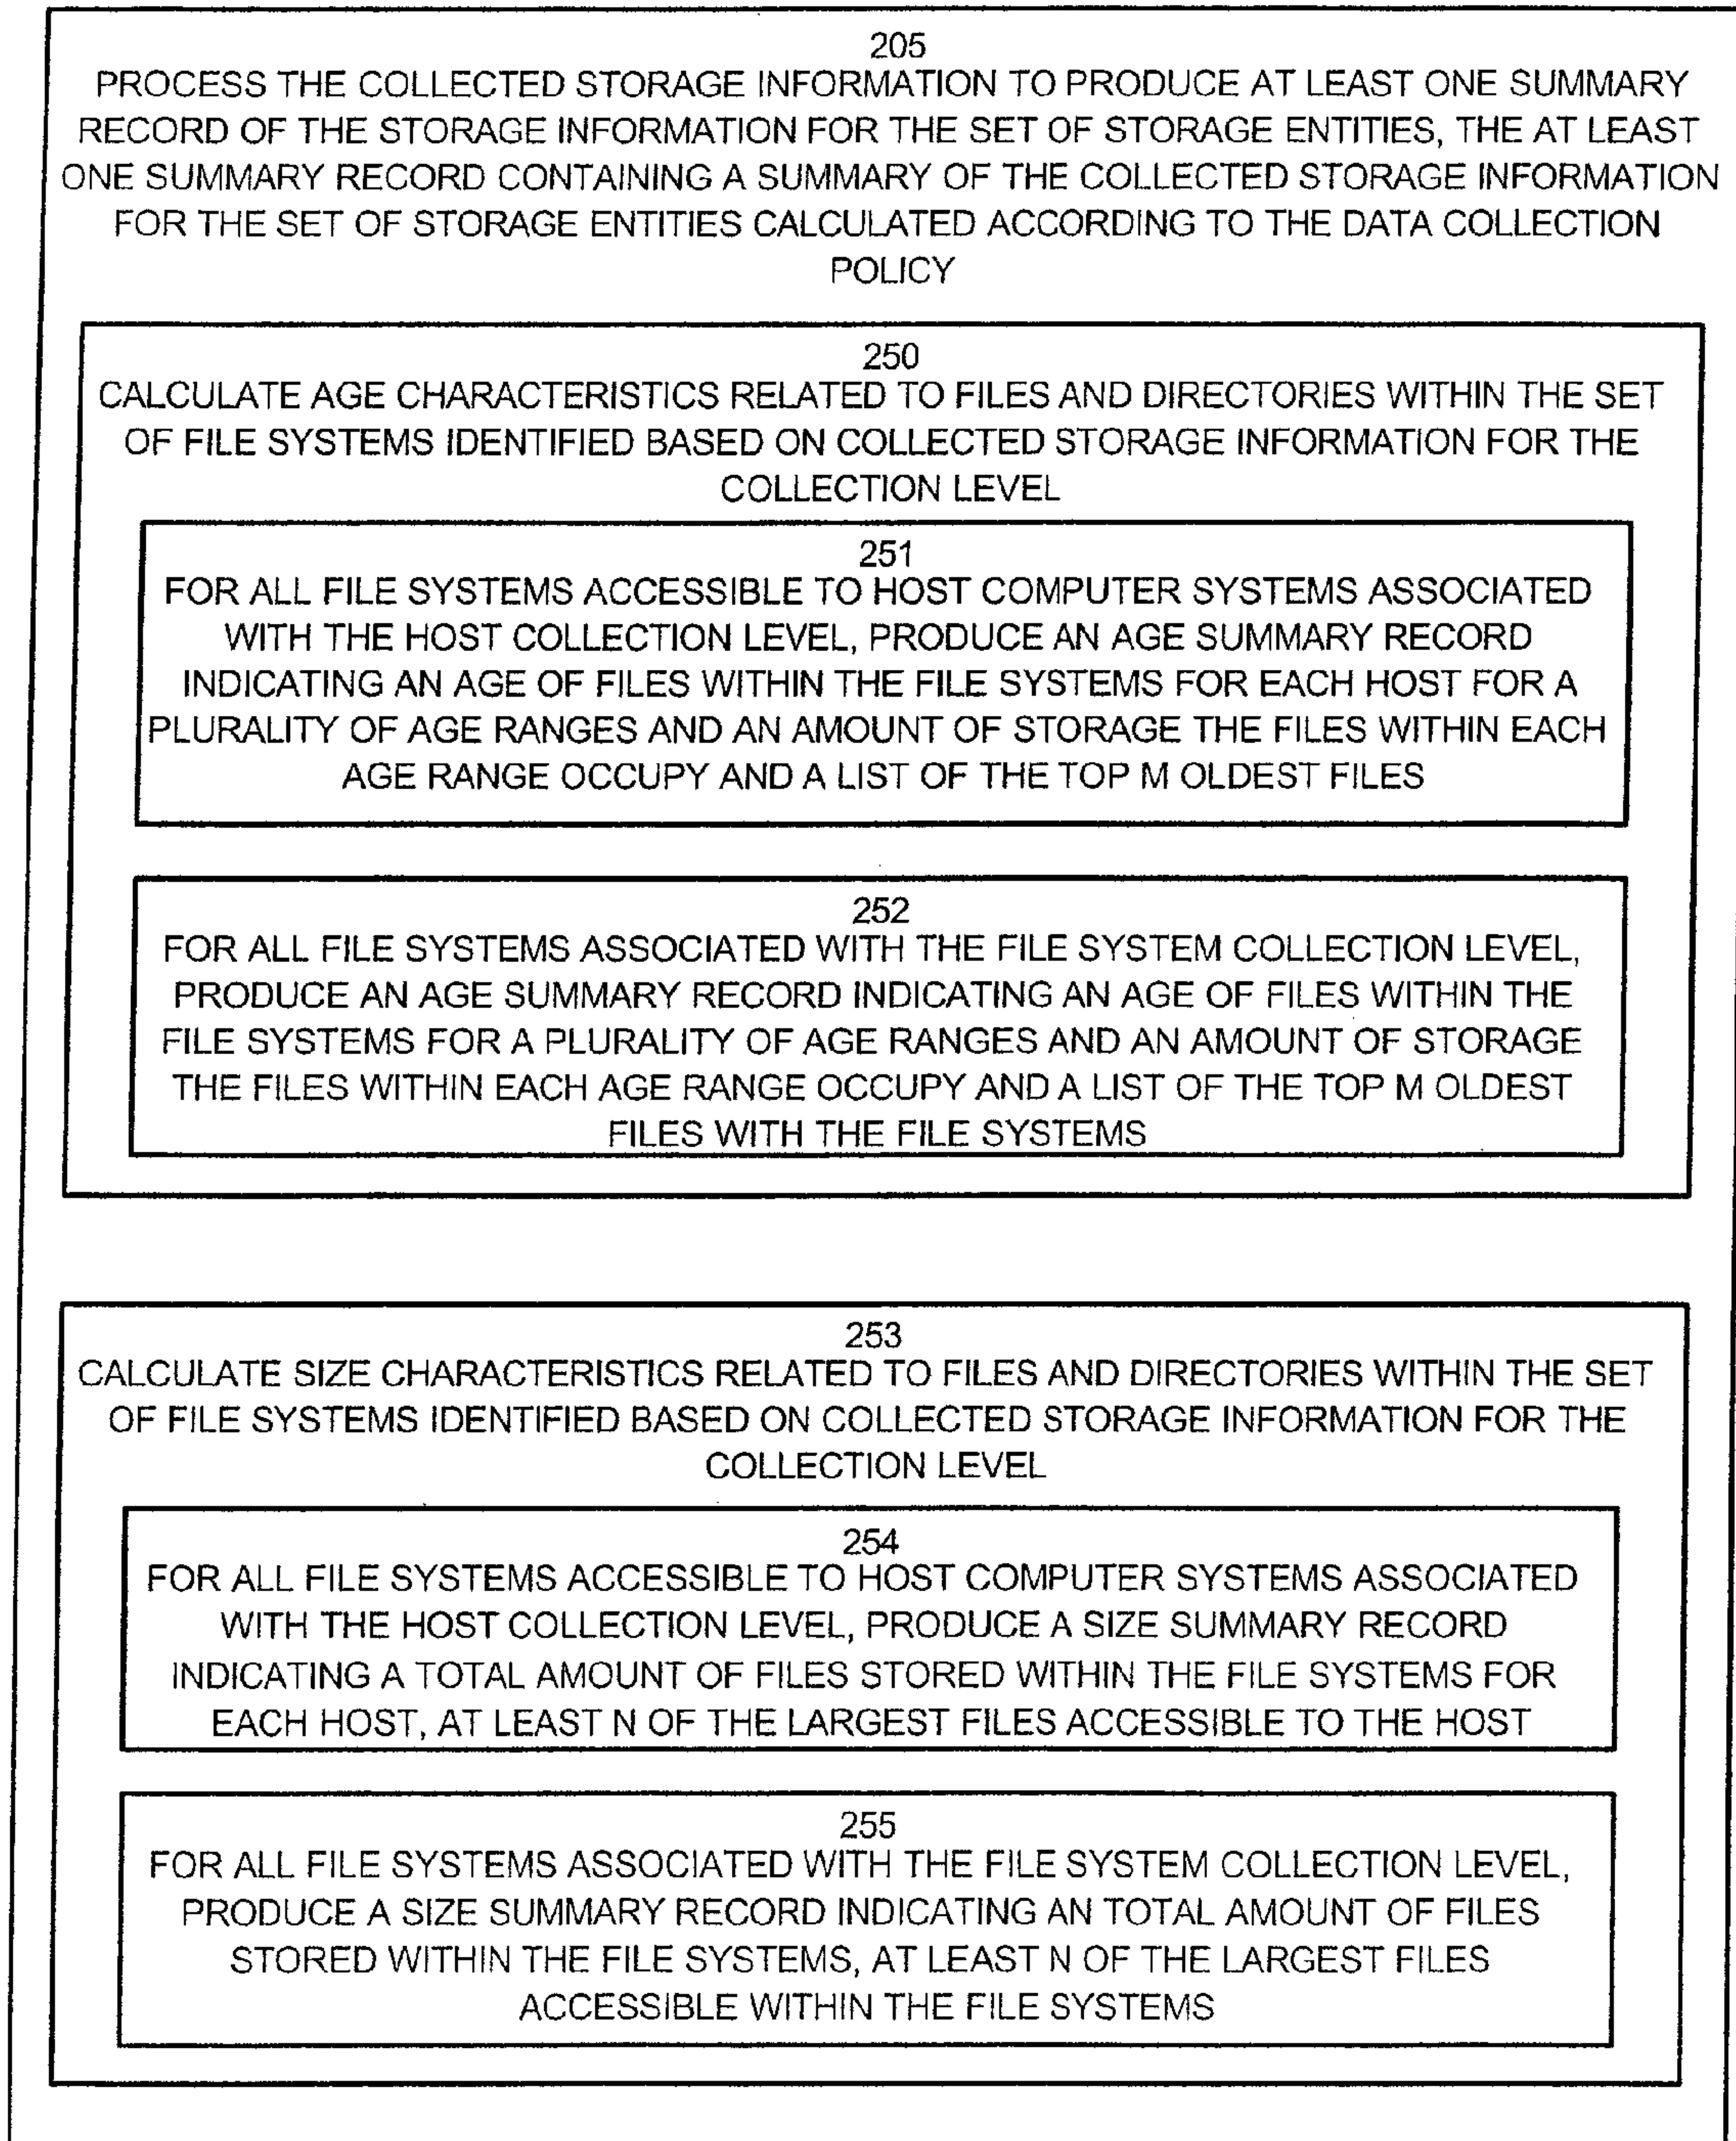 205
PROCESS THE COLLECTED STORAGE INFORMATION TO PRODUCE AT LEAST ONE SUMMARY
RECORD OF THE STORAGE INFORMATION FOR THE SET OF STORAGE ENTITIES, THE AT LEAST
ONE SUMMARY RECORD CONTAINING A SUMMARY OF THE COLLECTED STORAGE INFORMATION
FOR THE SET OF STORAGE ENTITIES CALCULATED ACCORDING TO THE DATA COLLECTION
POLICY
250
CALCULATE AGE CHARACTERISTICS RELATED TO FILES AND DIRECTORIES WITHIN THE SET
OF FILE SYSTEMS IDENTIFIED BASED ON COLLECTED STORAGE INFORMATION FOR THE
COLLECTION LEVEL
251
FOR ALL FILE SYSTEMS ACCESSIBLE TO HOST COMPUTER SYSTEMS ASSOCIATED
WITH THE HOST COLLECTION LEVEL, PRODUCE AN AGE SUMMARY RECORD
INDICATING AN AGE OF FILES WITHIN THE FILE SYSTEMS FOR EACH HOST FOR A
PLURALITY OF AGE RANGES AND AN AMOUNT OF STORAGE THE FILES WITHIN EACH
AGE RANGE OCCUPY AND A LIST OF THE TOP M OLDEST FILES
252
FOR ALL FILE SYSTEMS ASSOCIATED WITH THE FILE SYSTEM COLLECTION LEVEL,
PRODUCE AN AGE SUMMARY RECORD INDICATING AN AGE OF FILES WITHIN THE
FILE SYSTEMS FOR A PLURALITY OF AGE RANGES AND AN AMOUNT OF STORAGE
THE FILES WITHIN EACH AGE RANGE OCCUPY AND A LIST OF THE TOP M OLDEST
FILES WITH THE FILE SYSTEMS
253
CALCULATE SIZE CHARACTERISTICS RELATED TO FILES AND DIRECTORIES WITHIN THE SET
OF FILE SYSTEMS IDENTIFIED BASED ON COLLECTED STORAGE INFORMATION FOR THE
COLLECTION LEVEL
254
FOR ALL FILE SYSTEMS ACCESSIBLE TO HOST COMPUTER SYSTEMS ASSOCIATED
WITH THE HOST COLLECTION LEVEL, PRODUCE A SIZE SUMMARY RECORD
INDICATING A TOTAL AMOUNT OF FILES STORED WITHIN THE FILE SYSTEMS FOR
EACH HOST, AT LEAST N OF THE LARGEST FILES ACCESSIBLE TO THE HOST
255
FOR ALL FILE SYSTEMS ASSOCIATED WITH THE FILE SYSTEM COLLECTION LEVEL,
PRODUCE A SIZE SUMMARY RECORD INDICATING AN TOTAL AMOUNT OF FILES
STORED WITHIN THE FILE SYSTEMS, AT LEAST N OF THE LARGEST FILES
ACCESSIBLE WITHIN THE FILE SYSTEMS